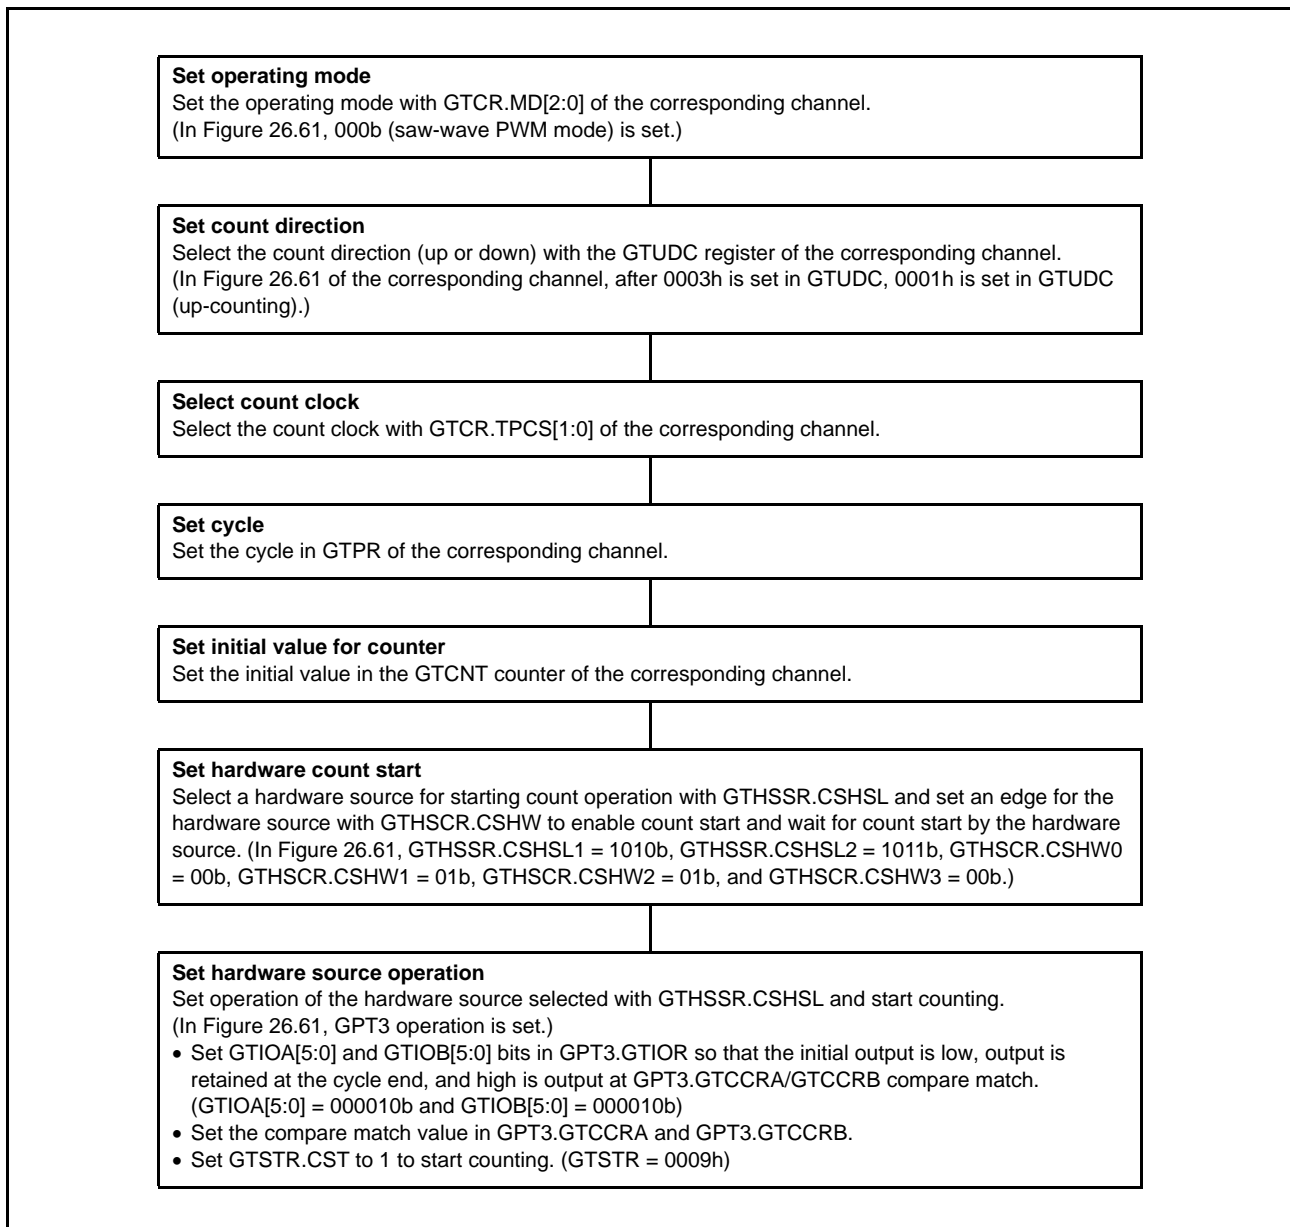 Set operating mode
Set the operating mode with GTCR.MD[2:0] of the corresponding channel.
(In Figure 26.61, 000b (saw-wave PWM mode) is set.)
Set count direction
Select the count direction (up or down) with the GTUDC register of the corresponding channel.
(In Figure 26.61 of the corresponding channel, after 0003h is set in GTUDC, 0001h is set in GTUDC
(up-counting).)
Select count clock
Select the count clock with GTCR.TPCS[1:0] of the corresponding channel.
Set cycle
Set the cycle in GTPR of the corresponding channel.
Set initial value for counter
Set the initial value in the GTCNT counter of the corresponding channel.
Set hardware count start
Select a hardware source for starting count operation with GTHSSR.CSHSL and set an edge for the
hardware source with GTHSCR.CSHW to enable count start and wait for count start by the hardware
source. (In Figure 26.61, GTHSSR.CSHSL1 = 1010b, GTHSSR.CSHSL2 = 1011b, GTHSCR.CSHW0
= 00b, GTHSCR.CSHW1 = 01b, GTHSCR.CSHW2 = 01b, and GTHSCR.CSHW3 = 00b.)
Set hardware source operation
Set operation of the hardware source selected with GTHSSR.CSHSL and start counting.
(In Figure 26.61, GPT3 operation is set.)
• Set GTIOA[5:0] and GTIOB[5:0] bits in GPT3.GTIOR so that the initial output is low, output is
retained at the cycle end, and high is output at GPT3.GTCCRA/GTCCRB compare match.
(GTIOA[5:0] = 000010b and GTIOB[5:0] = 000010b)
• Set the compare match value in GPT3.GTCCRA and GPT3.GTCCRB.
• Set GTSTR.CST to 1 to start counting. (GTSTR = 0009h)